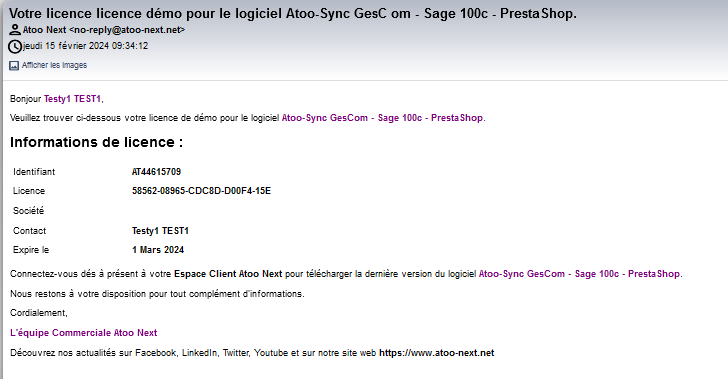 Votre licence licence démo pour le logiciel Atoo-Sync GesC om - Sage 100c - PrestaShop.
Atoo Next <no-reply@atoo-next.net>
jeudi 15 février 2024 09:34:12
Afficher les images
Bonjour Testy1 TEST1,
Veuillez trouver ci-dessous votre licence de démo pour le logiciel Atoo-Sync GesCom - Sage 100c - PrestaShop.
Informations de licence :
Identifiant AT44615709
Licence 58562-08965-CDC8D-D00F4-15E
Société
Contact Testy1 TEST1
Expire le 1 Mars 2024
Connectez-vous dés à présent à votre Espace Client Atoo Next pour télécharger la dernière version du logiciel Atoo-Sync GesCom - Sage 100c - PrestaShop.
Nous restons à votre disposition pour tout complément d'informations.
Cordialement,
L'équipe Commerciale Atoo Next
Découvrez nos actualités sur Facebook, LinkedIn, Twitter, Youtube et sur notre site web https://www.atoo-next.net